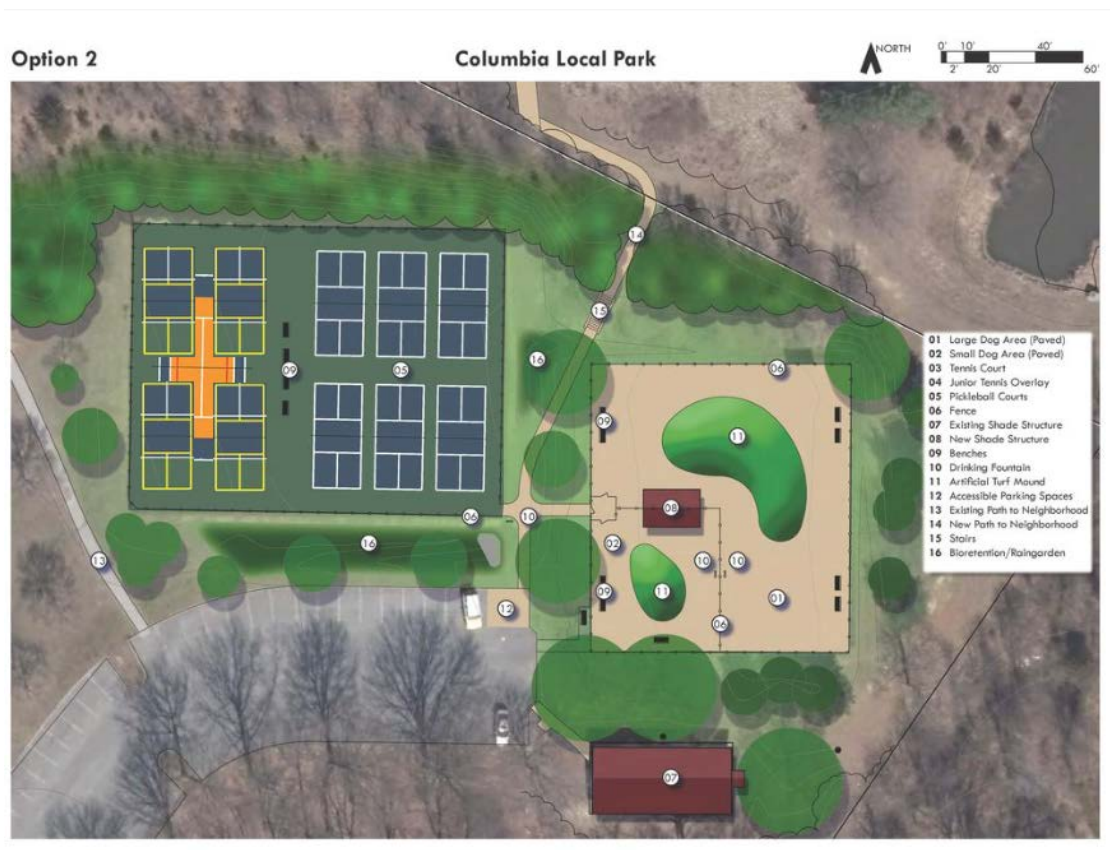 Option 2
Columbia Local Park
NORTH
0' 10' 40'
2' 20' 60'
14
15
16
06
09
05
09
11
08
06
10
16
02
10
10
13
09
11
01
12
06
07
01 Large Dog Area (Paved)
02 Small Dog Area (Paved)
03 Tennis Court
04 Junior Tennis Overlay
05 Pickleball Courts
06 Fence
07 Existing Shade Structure
08 New Shade Structure
09 Benches
10 Drinking Fountain
11 Artificial Turf Mound
12 Accessible Parking Spaces
13 Existing Path to Neighborhood
14 New Path to Neighborhood
15 Stairs
16 Bioretention/Raingarden